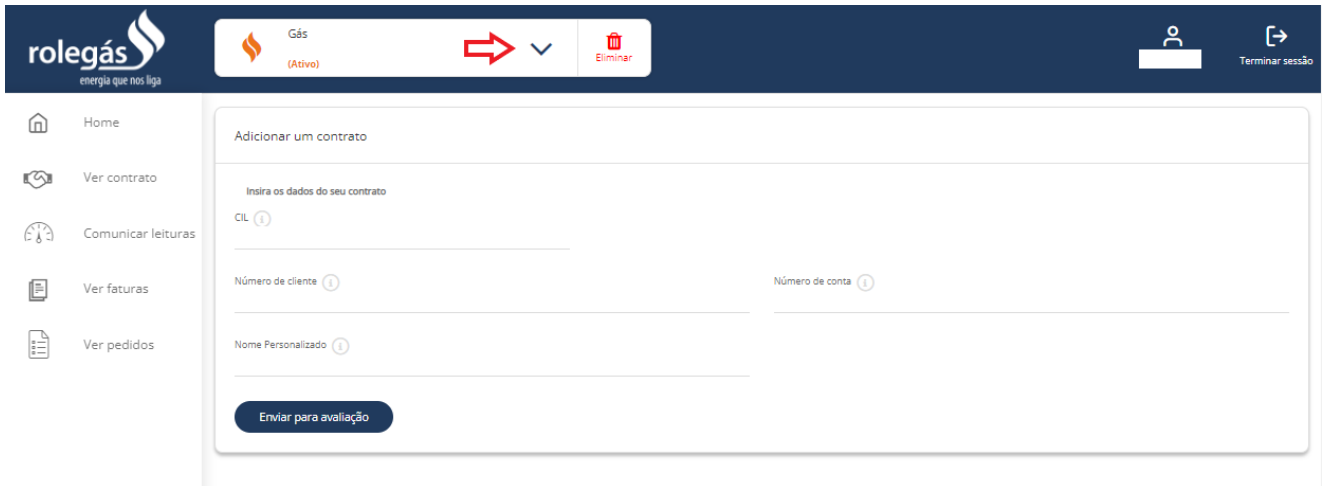 rolegás
energia que nos liga
Gás
(Ativo)
Eliminar
Terminar sessão
Home
Ver contrato
Comunicar leituras
Ver faturas
Ver pedidos
Adicionar um contrato
Insira os dados do seu contrato
CIL i
Número de cliente i
Número de conta i
Nome Personalizado i
Enviar para avaliação